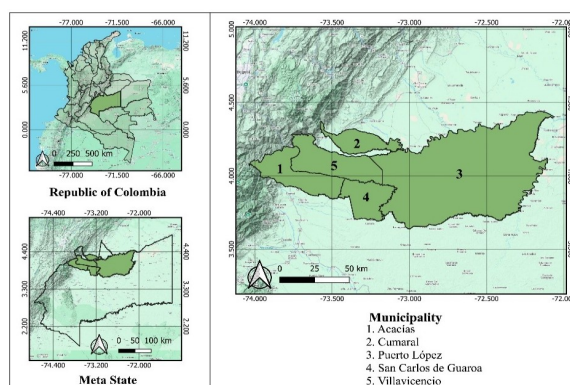 -77.000 -71.500 -66.000
11.200 11.200
5.600 5.600
0.000 0.000
0 250 500 km
-77.000 -71.500 -66.000
Republic of Colombia
-74.400 -73.200 -72.000
4.400 4.400
3.300 3.300
2.200 2.200
0 50 100 km
-74.400 -73.200 -72.000
Meta State
-74.000 -73.500 -73.000 -72.500 -72.00
5.000
4.500
4.000
3.500
1
2
3
4
5
0 25 50 km
-74.000 -73.500 -73.000 -72.500 -72.00
Municipality
1. Acacías
2. Cumaral
3. Puerto López
4. San Carlos de Guaroa
5. Villavicencio